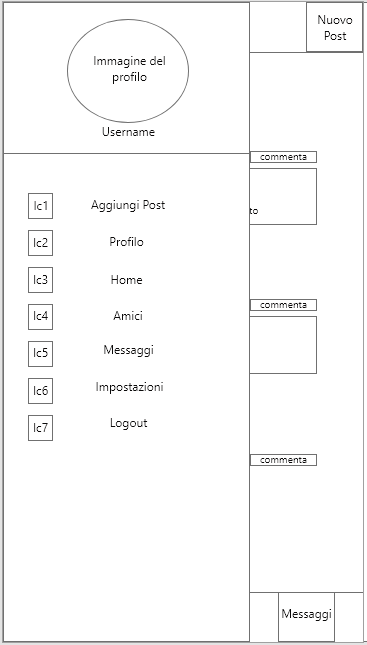 Nuovo
Post
Immagine del
profilo
Username
commenta
Ic1
Aggiungi Post
to
Ic2
Profilo
Ic3
Home
commenta
Ic4
Amici
Ic5
Messaggi
Ic6
Impostazioni
Ic7
Logout
commenta
Messaggi